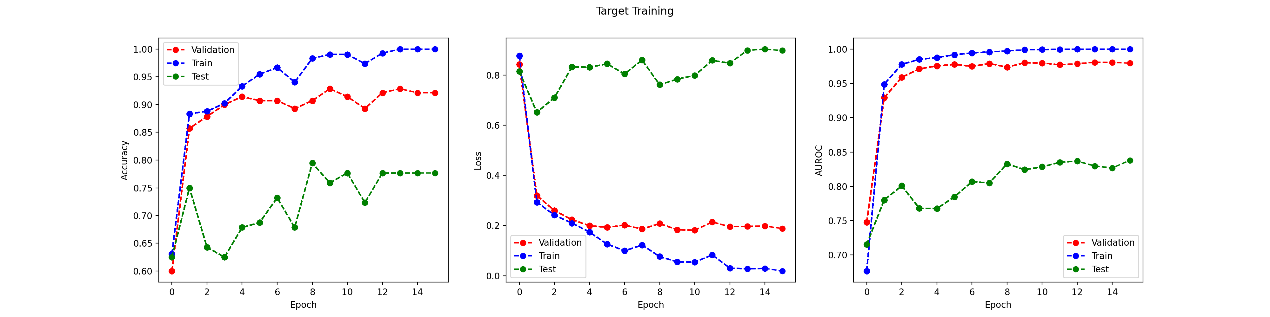 Target Training
Accuracy
1.00
0.95
0.90
0.85
0.80
0.75
0.70
0.65
0.60
Validation
Train
Test
0 2 4 6 8 10 12 14
Epoch
Loss
0.8
0.6
0.4
0.2
0.0
Validation
Train
Test
0 2 4 6 8 10 12 14
Epoch
AUROC
1.00
0.95
0.90
0.85
0.80
0.75
0.70
Validation
Train
Test
0 2 4 6 8 10 12 14
Epoch